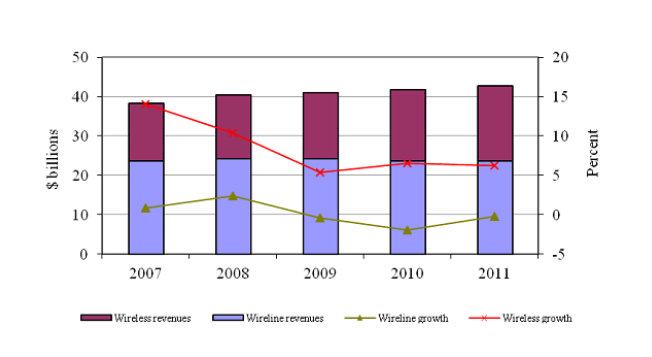 50 20
40 15
30 10
20 5
10 0
0 -5
$ billions
Percent
2007 2008 2009 2010 2011
Wireless revenues Wireline revenues Wireline growth Wireless growth